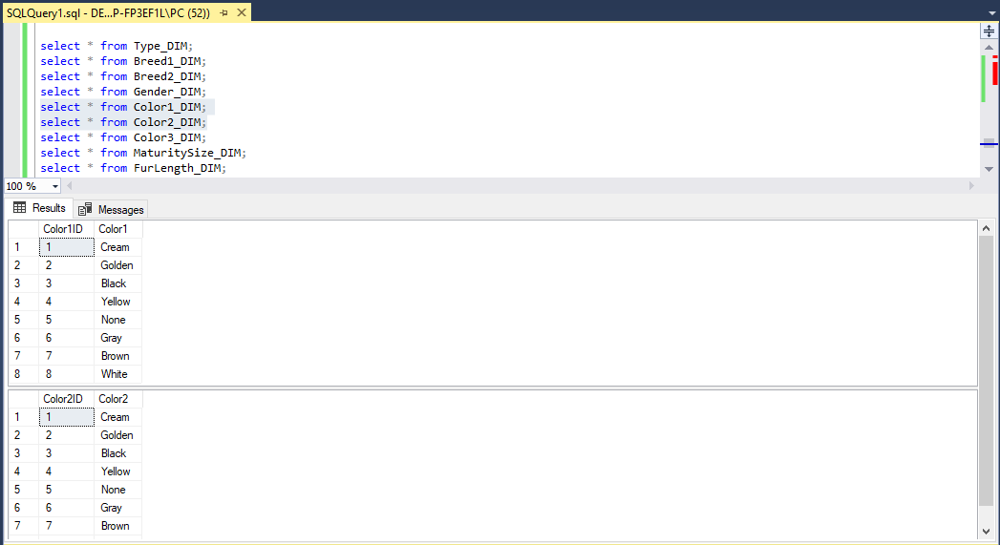 SQLQuery1.sql - DE...P-FP3EF1L\PC (52))
select * from Type_DIM;
select * from Breed1_DIM;
select * from Breed2_DIM;
select * from Gender_DIM;
select * from Color1_DIM;
select * from Color2_DIM;
select * from Color3_DIM;
select * from MaturitySize_DIM;
select * from FurLength_DIM;
100 %
Results Messages
Color1ID Color1
1 1 Cream
2 2 Golden
3 3 Black
4 4 Yellow
5 5 None
6 6 Gray
7 7 Brown
8 8 White
Color2ID Color2
1 1 Cream
2 2 Golden
3 3 Black
4 4 Yellow
5 5 None
6 6 Gray
7 7 Brown